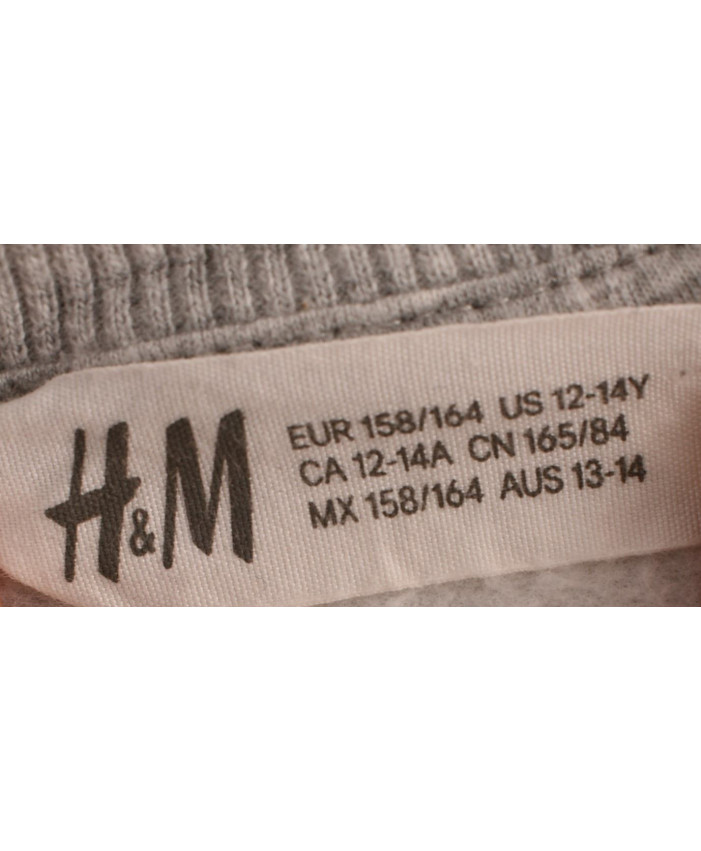 H&M
EUR 158/164 US 12-14Y
CA 12-14A CN 165/84
MX 158/164 AUS 13-14